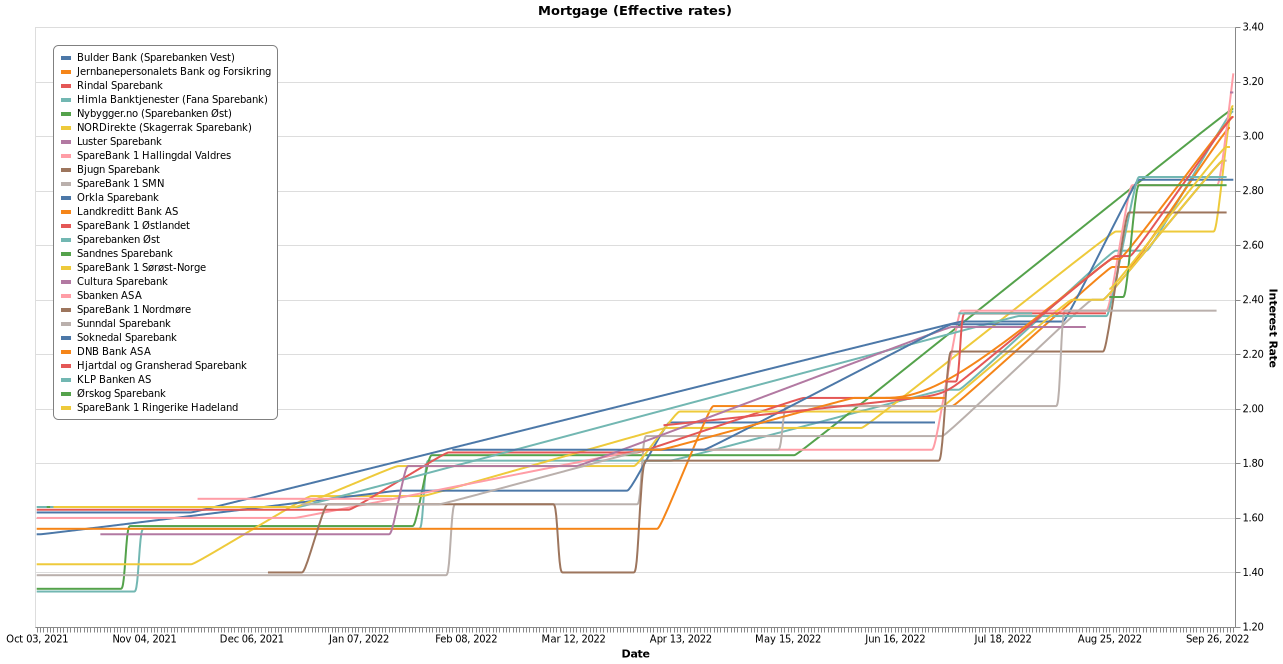 Mortgage (Effective rates)
Bulder Bank (Sparebanken Vest)
Jernbanepersonalets Bank og Forsikring
Rindal Sparebank
Himla Banktjenester (Fana Sparebank)
Nybygger.no (Sparebanken Øst)
NORDirekte (Skagerrak Sparebank)
Luster Sparebank
SpareBank 1 Hallingdal Valdres
Bjugn Sparebank
SpareBank 1 SMN
Orkla Sparebank
Landkreditt Bank AS
SpareBank 1 Østlandet
Sparebanken Øst
Sandnes Sparebank
SpareBank 1 Sørøst-Norge
Cultura Sparebank
Sbanken ASA
SpareBank 1 Nordmøre
Sunndal Sparebank
Soknedal Sparebank
DNB Bank ASA
Hjartdal og Gransherad Sparebank
KLP Banken AS
Ørskog Sparebank
SpareBank 1 Ringerike Hadeland
3.40
3.20
3.00
2.80
2.60
2.40
2.20
2.00
1.80
1.60
1.40
1.20
Interest Rate
Oct 03, 2021 Nov 04, 2021 Dec 06, 2021 Jan 07, 2022 Feb 08, 2022 Mar 12, 2022 Apr 13, 2022 May 15, 2022 Jun 16, 2022 Jul 18, 2022 Aug 25, 2022 Sep 26, 2022
Date